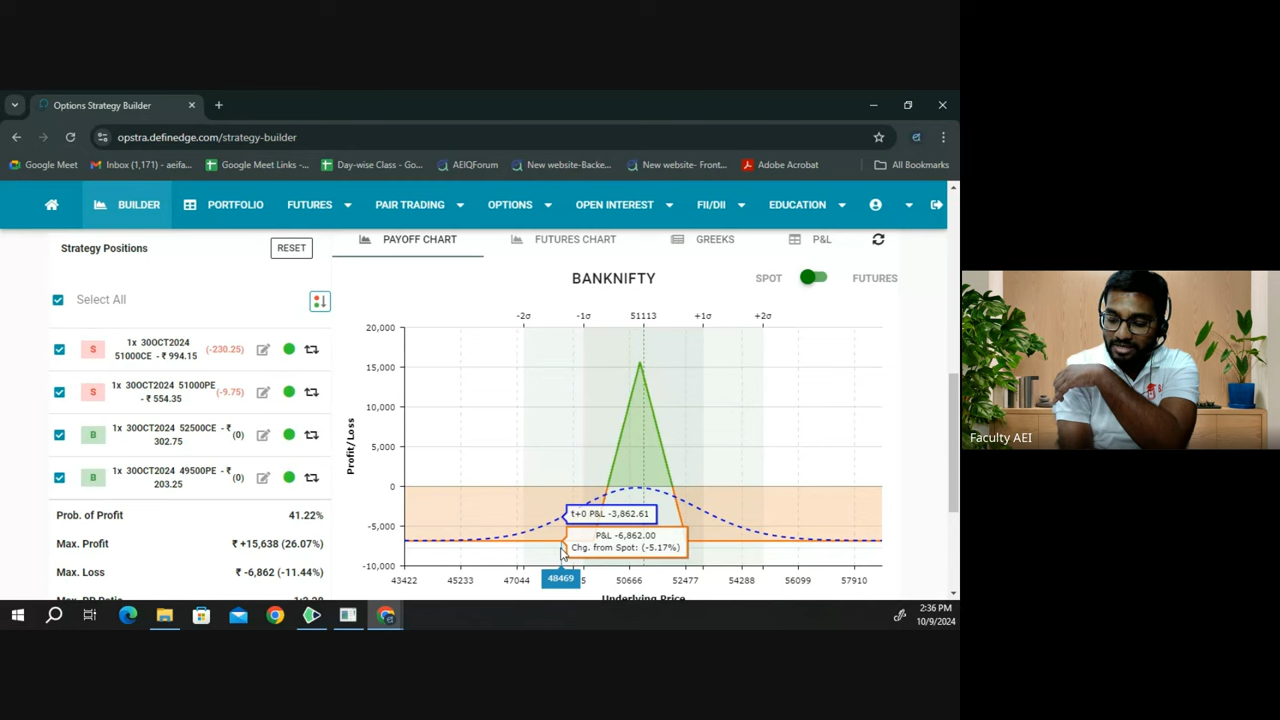 Options Strategy Builder
opstra.definedge.com/strategy-builder
Google Meet
Inbox (1,171) - aeifa...
Google Meet Links -...
Day-wise Class - Go...
AEIQForum
New website-Backe...
New website- Front...
Adobe Acrobat
All Bookmarks
BUILDER
PORTFOLIO
FUTURES
PAIR TRADING
OPTIONS
OPEN INTEREST
FII/DII
EDUCATION
Strategy Positions
RESET
PAYOFF CHART
FUTURES CHART
GREEKS
P&L
BANKNIFTY
SPOT
FUTURES
Select All
S
1x 30OCT2024
51000CE - ₹ 994.15
(-230.25)
S
1x 30OCT2024 51000PE
- ₹ 554.35
(-9.75)
B
1x 30OCT2024 52500CE - ₹
302.75
(0)
B
1x 30OCT2024 49500PE - ₹
203.25
(0)
Prob. of Profit
41.22%
Max. Profit
₹ +15,638 (26.07%)
Max. Loss
₹ -6,862 (-11.44%)
-2σ
-1σ
51113
+1σ
+2σ
20,000
15,000
10,000
5,000
0
-5,000
-10,000
Profit/Loss
t+0 P&L -3,862.61
P&L -6,862.00
Chg. from Spot: (-5.17%)
43422
45233
47044
48469
5
50666
52477
54288
56099
57910
Underlying Price
Faculty AEI
2:36 PM
10/9/2024